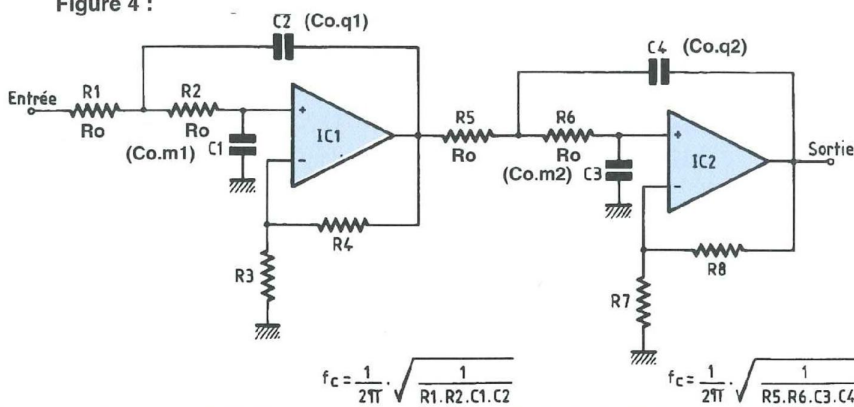 Figure 4 :
C2 (Co.q1)
C4 (Co.q2)
Entrée
R1
R2
Ro
Ro
(Co.m1) C1
+
-
IC1
R4
R3
R5
R6
Ro
Ro
(Co.m2) C3
+
-
IC2
Sortie
R8
R7
fc = 1/2π · √ 1/R1.R2.C1.C2
fc = 1/2π · √ 1/R5.R6.C3.C4